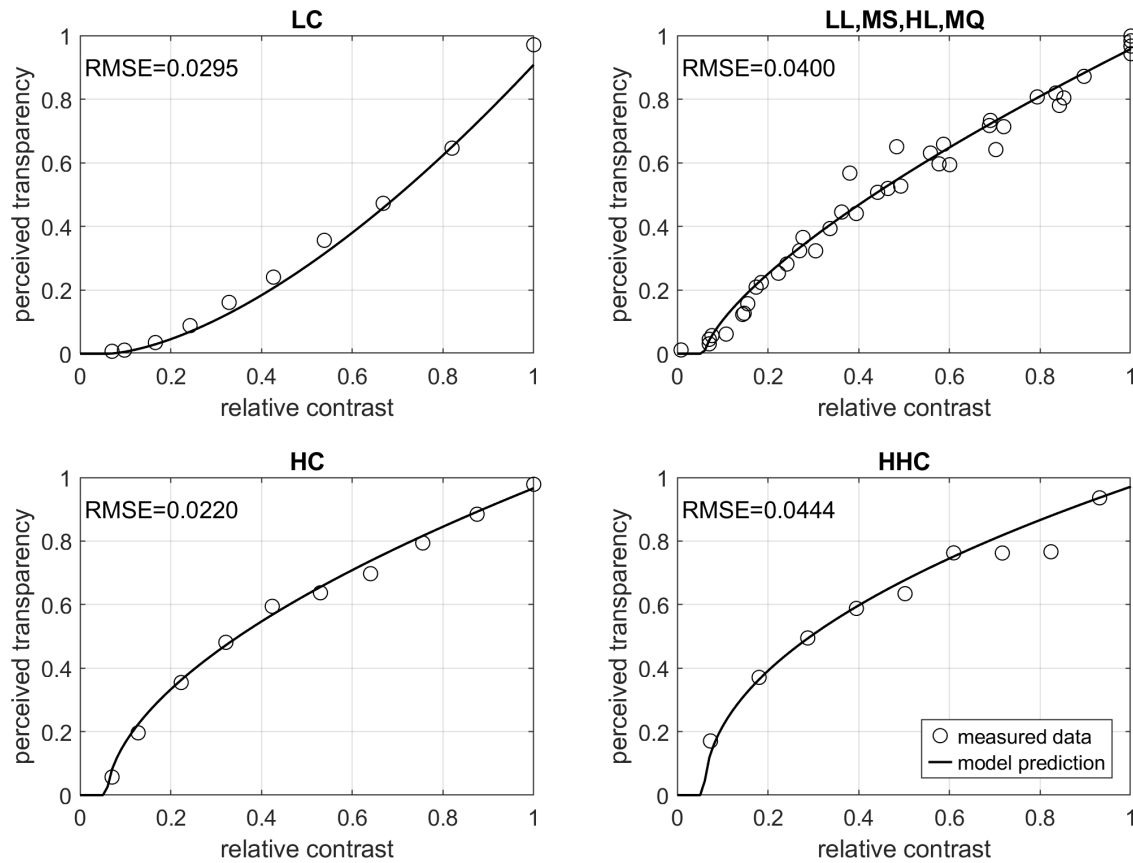 LC
RMSE=0.0295
perceived transparency
1
0.8
0.6
0.4
0.2
0
0 0.2 0.4 0.6 0.8 1
relative contrast
LL,MS,HL,MQ
RMSE=0.0400
perceived transparency
1
0.8
0.6
0.4
0.2
0
0 0.2 0.4 0.6 0.8 1
relative contrast
HC
RMSE=0.0220
perceived transparency
1
0.8
0.6
0.4
0.2
0
0 0.2 0.4 0.6 0.8 1
relative contrast
HHC
RMSE=0.0444
perceived transparency
1
0.8
0.6
0.4
0.2
0
measured data
model prediction
0 0.2 0.4 0.6 0.8 1
relative contrast